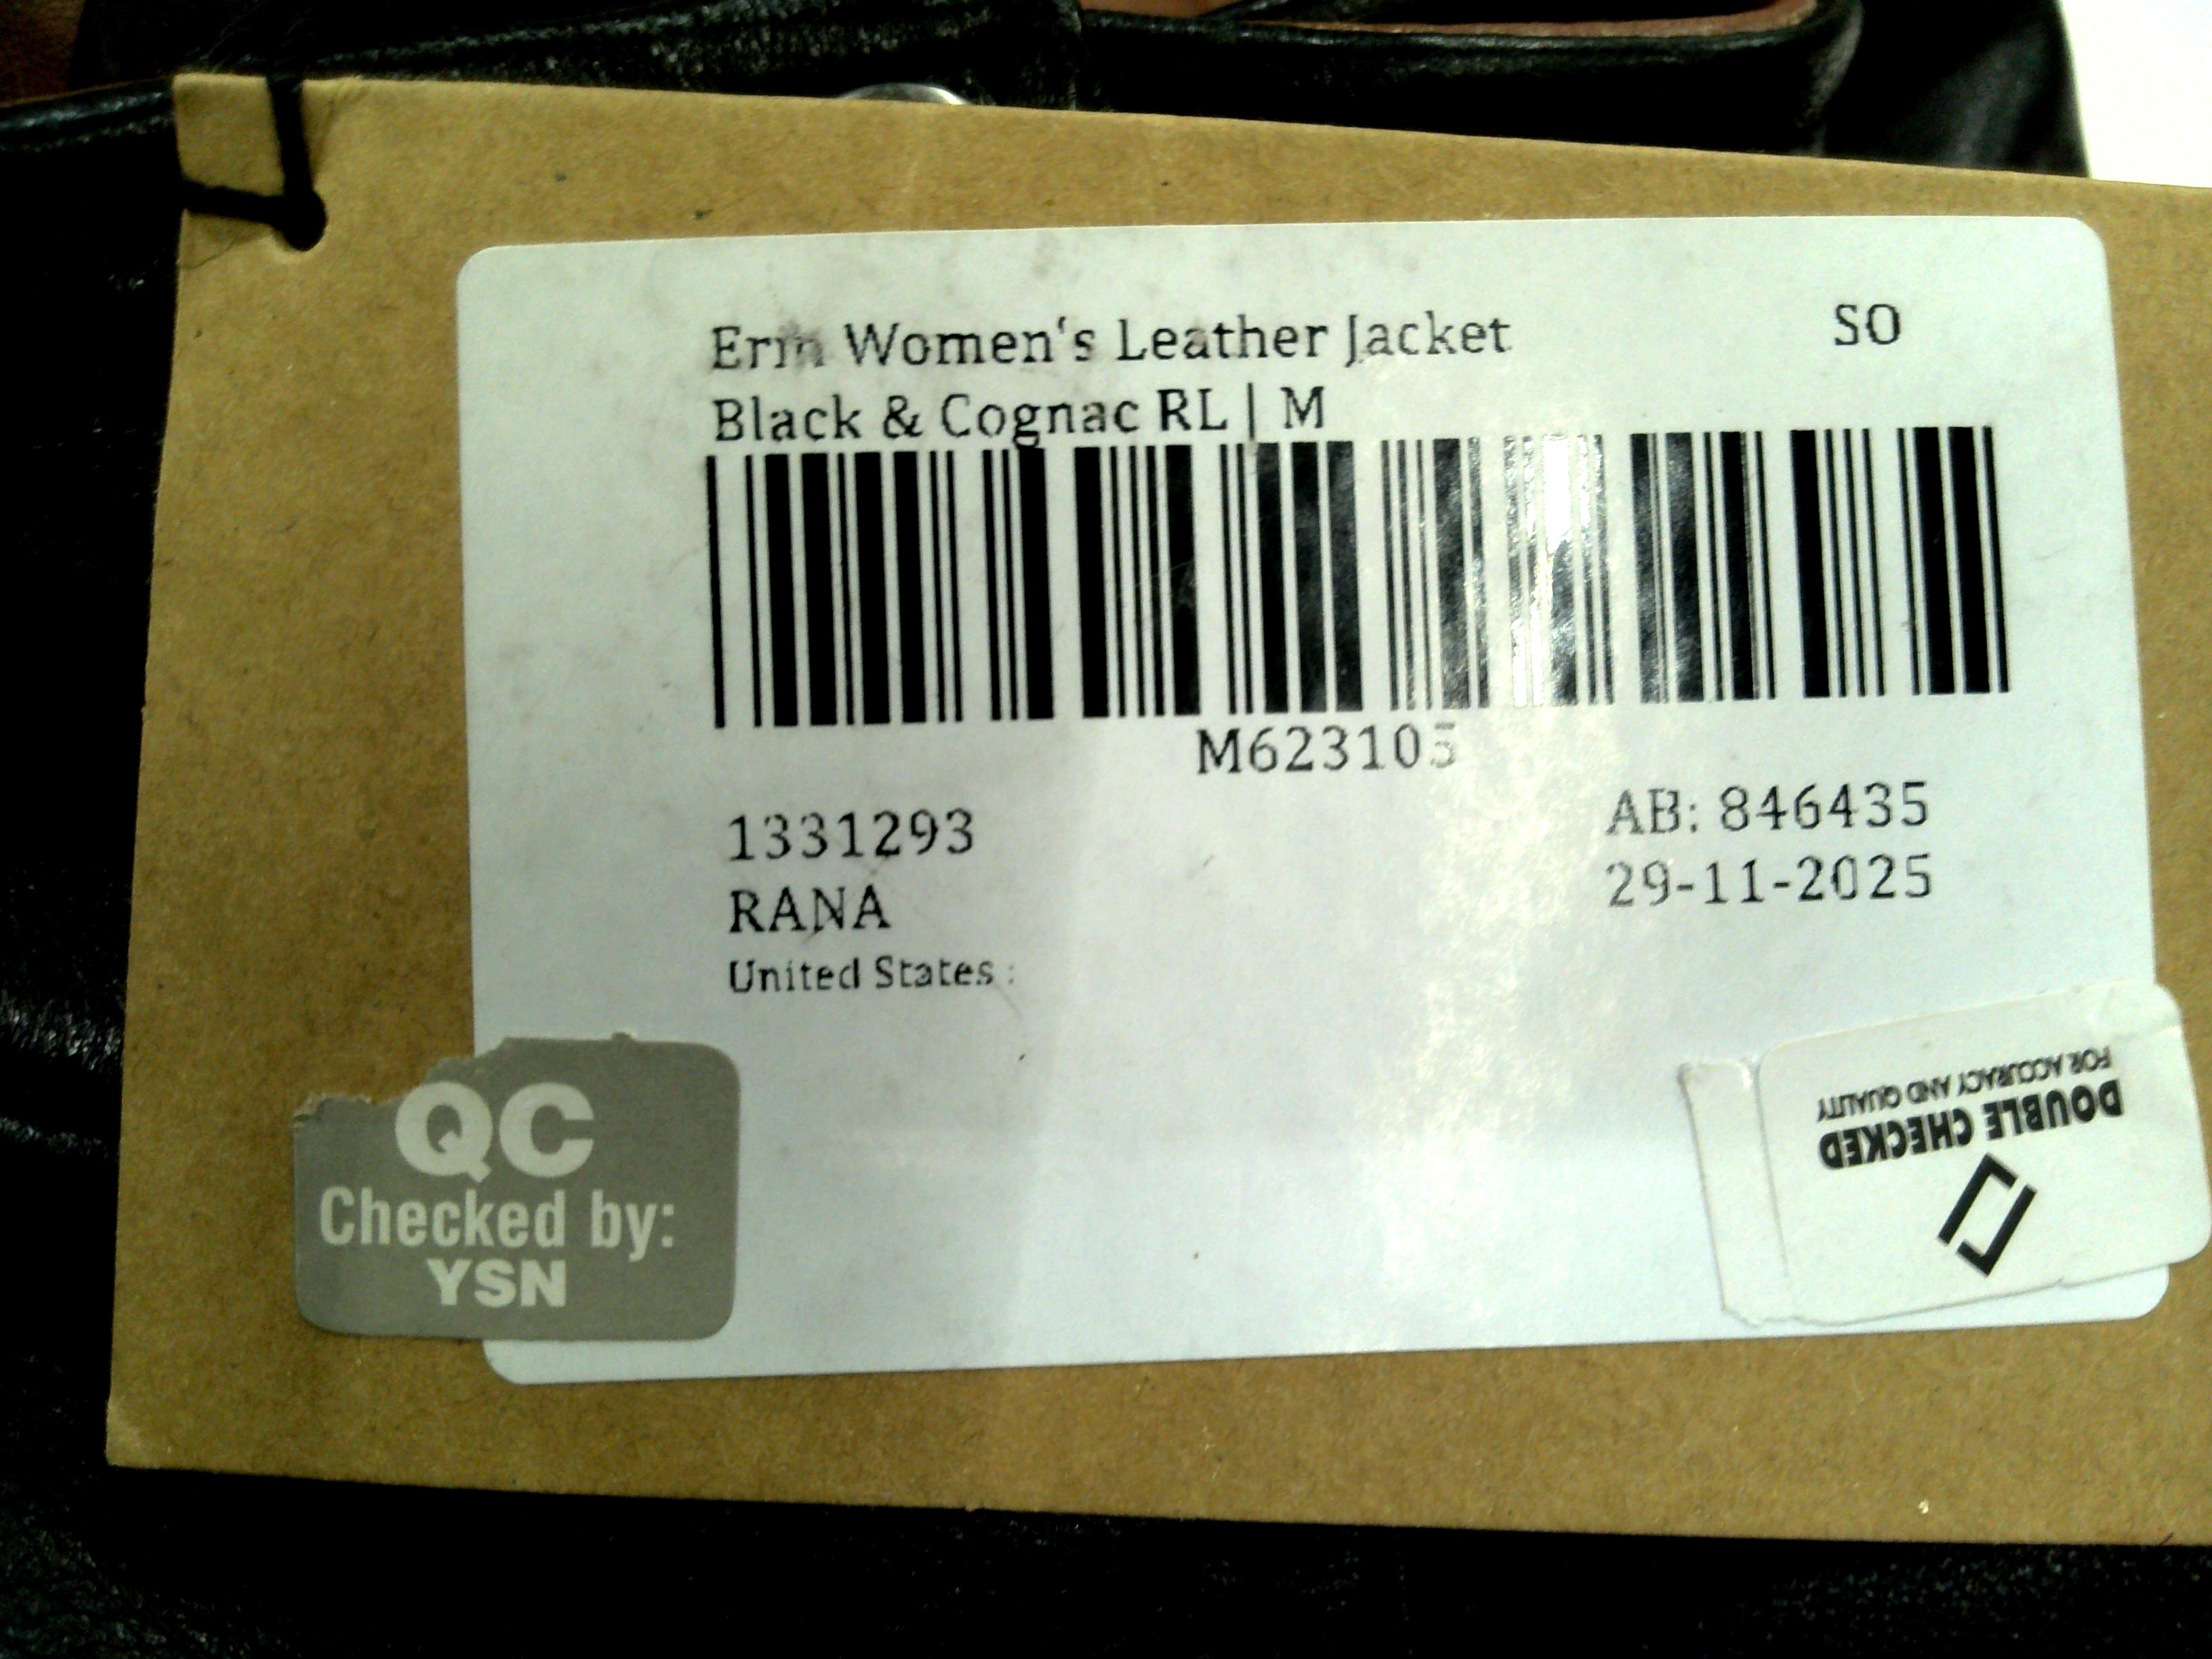 Erin Women's Leather Jacket SO
Black & Cognac RL | M
M623105
1331293
AB: 846435
RANA
29-11-2025
United States :
QC
Checked by:
YSN
DOUBLE CHECKED
FOR ACCURACY AND QUALITY